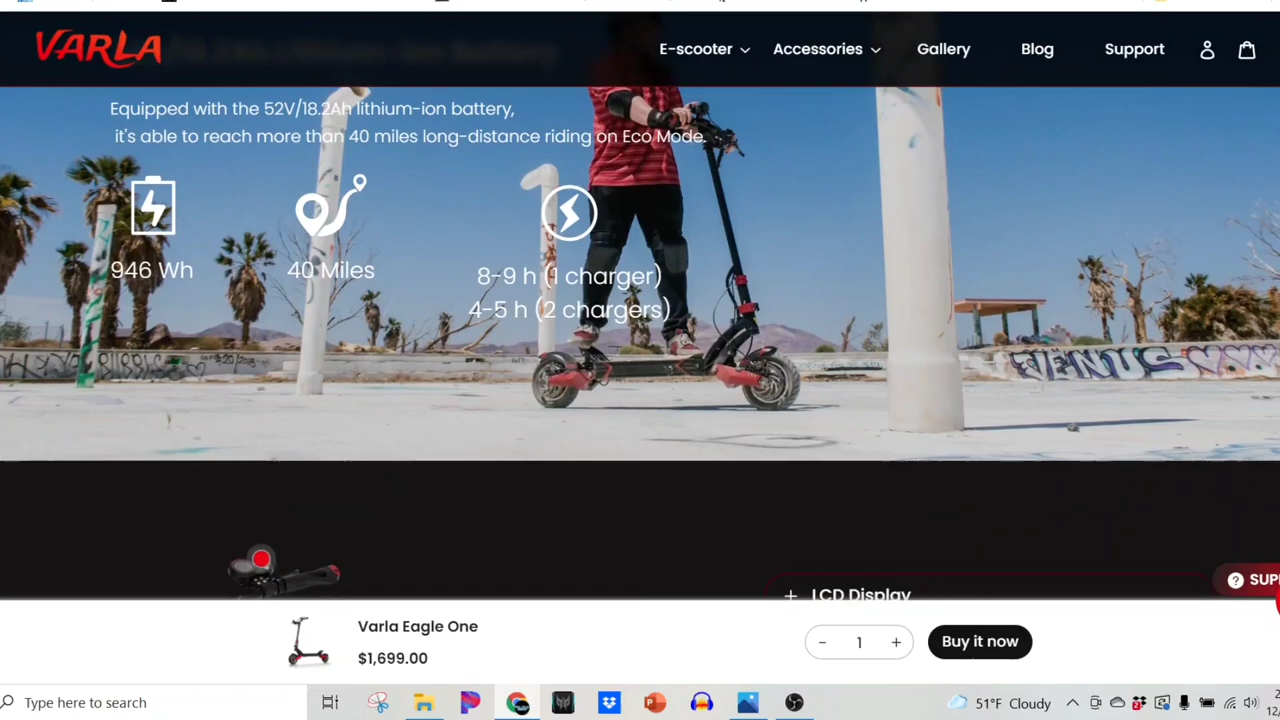 VARLA
E-scooter
Accessories
Gallery
Blog
Support
Equipped with the 52V/18.2Ah lithium-ion battery,
it's able to reach more than 40 miles long-distance riding on Eco Mode.
946 Wh
40 Miles
8-9 h (1 charger)
4-5 h (2 chargers)
+ LCD Display
? SUP
Varla Eagle One
$1,699.00
- 1 +
Buy it now
Type here to search
51°F Cloudy